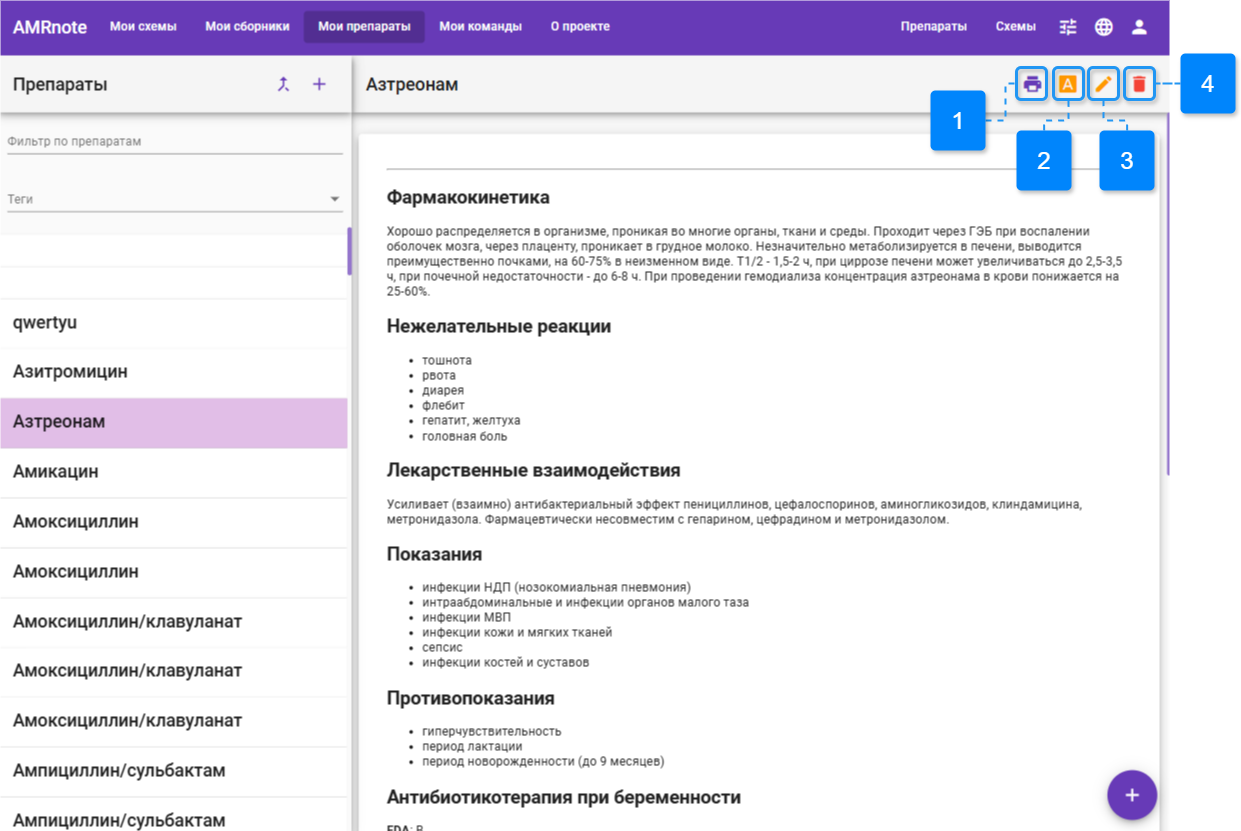 AMRnote Мои схемы Мои сборники Мои препараты Мои команды О проекте Препараты Схемы
Препараты
Фильтр по препаратам
Теги
qwertyu
Азитромицин
Азтреонам
Амикацин
Амоксициллин
Амоксициллин
Амоксициллин/клавуланат
Амоксициллин/клавуланат
Амоксициллин/клавуланат
Ампициллин/сульбактам
Ампициллин/сульбактам
Азтреонам
A
1
2
3
4
Фармакокинетика
Хорошо распределяется в организме, проникая во многие органы, ткани и среды. Проходит через ГЭБ при воспалении
оболочек мозга, через плаценту, проникает в грудное молоко. Незначительно метаболизируется в печени, выводится
преимущественно почками, на 60-75% в неизменном виде. Т1/2 - 1,5-2 ч, при циррозе печени может увеличиваться до 2,5-3,5
ч, при почечной недостаточности - до 6-8 ч. При проведении гемодиализа концентрация азтреонама в крови понижается на
25-60%.
Нежелательные реакции
• тошнота
• рвота
• диарея
• флебит
• гепатит, желтуха
• головная боль
Лекарственные взаимодействия
Усиливает (взаимно) антибактериальный эффект пенициллинов, цефалоспоринов, аминогликозидов, клиндамицина,
метронидазола. Фармацевтически несовместим с гепарином, цефрадином и метронидазолом.
Показания
• инфекции НДП (нозокомиальная пневмония)
• интраабдоминальные и инфекции органов малого таза
• инфекции МВП
• инфекции кожи и мягких тканей
• сепсис
• инфекции костей и суставов
Противопоказания
• гиперчувствительность
• период лактации
• период новорожденности (до 9 месяцев)
Антибиотикотерапия при беременности
FDA: B